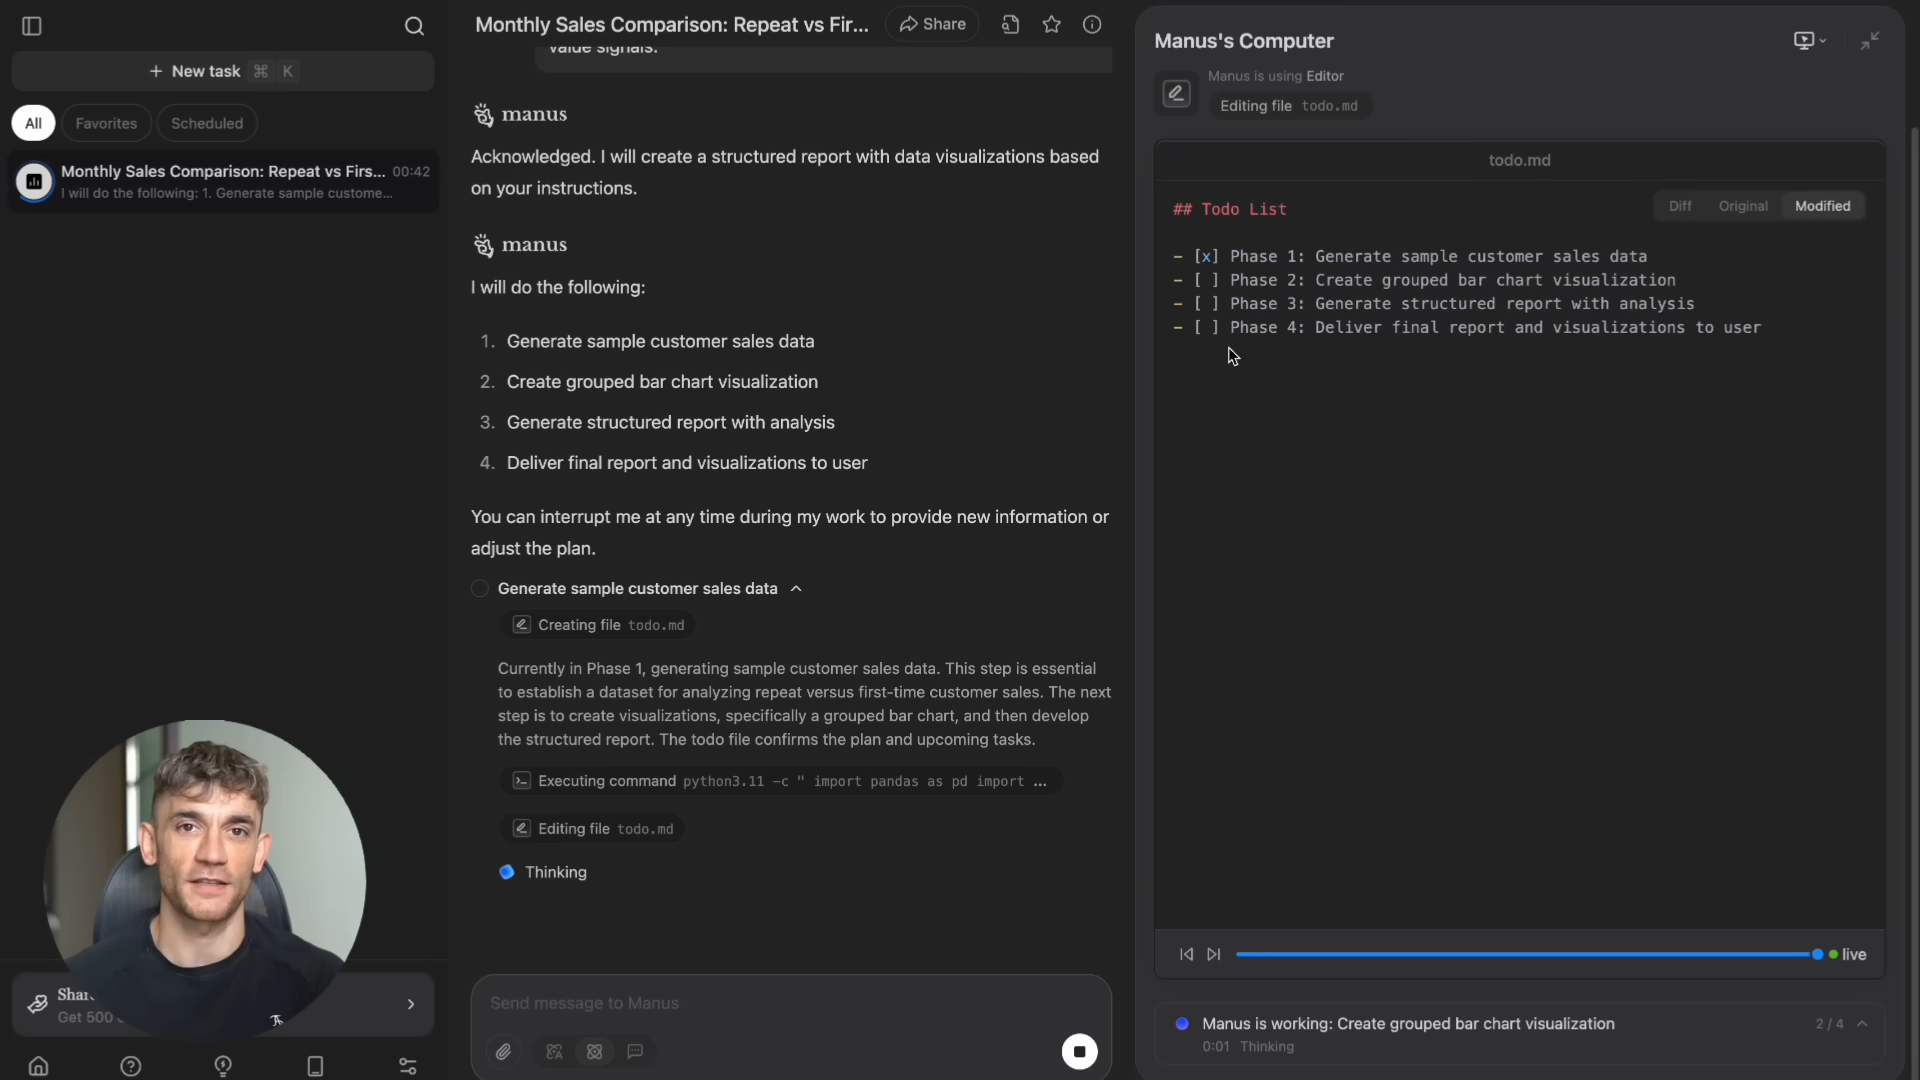 New task ⌘ K
All
Favorites
Scheduled
Monthly Sales Comparison: Repeat vs Firs... 00:42
I will do the following: 1. Generate sample custome...
Get 500
Monthly Sales Comparison: Repeat vs Fir...
Share
value signals.
manus
Acknowledged. I will create a structured report with data visualizations based
on your instructions.
manus
I will do the following:
1. Generate sample customer sales data
2. Create grouped bar chart visualization
3. Generate structured report with analysis
4. Deliver final report and visualizations to user
You can interrupt me at any time during my work to provide new information or
adjust the plan.
Generate sample customer sales data
Creating file todo.md
Currently in Phase 1, generating sample customer sales data. This step is essential
to establish a dataset for analyzing repeat versus first-time customer sales. The next
step is to create visualizations, specifically a grouped bar chart, and then develop
the structured report. The todo file confirms the plan and upcoming tasks.
Executing command python3.11 -c " import pandas as pd import ...
Editing file todo.md
Thinking
Send message to Manus
Manus's Computer
Manus is using Editor
Editing file todo.md
todo.md
Diff Original Modified
## Todo List
- [x] Phase 1: Generate sample customer sales data
- [ ] Phase 2: Create grouped bar chart visualization
- [ ] Phase 3: Generate structured report with analysis
- [ ] Phase 4: Deliver final report and visualizations to user
live
Manus is working: Create grouped bar chart visualization 2 / 4
0:01 Thinking